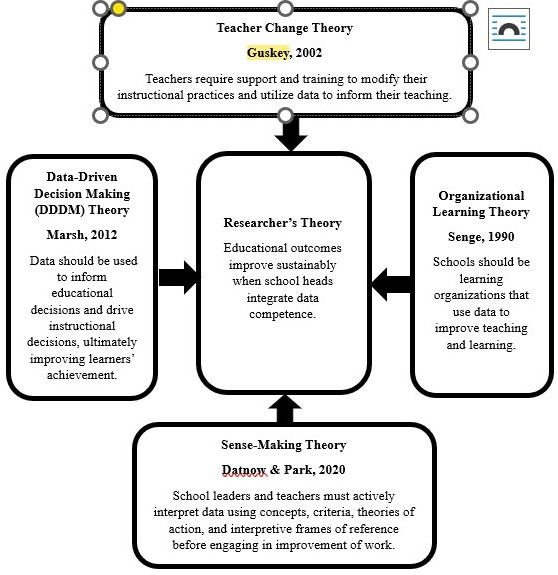 Teacher Change Theory
Guskey, 2002
Teachers require support and training to modify their
instructional practices and utilize data to inform their teaching.
Data-Driven
Decision Making
(DDDM) Theory
Marsh, 2012
Data should be used
to inform
educational
decisions and drive
instructional
decisions, ultimately
improving learners’
achievement.
Researcher’s Theory
Educational outcomes
improve sustainably
when school heads
integrate data
competence.
Organizational
Learning Theory
Senge, 1990
Schools should be
learning
organizations that
use data to
improve teaching
and learning.
Sense-Making Theory
Datnow & Park, 2020
School leaders and teachers must actively
interpret data using concepts, criteria, theories of
action, and interpretive frames of reference
before engaging in improvement of work.